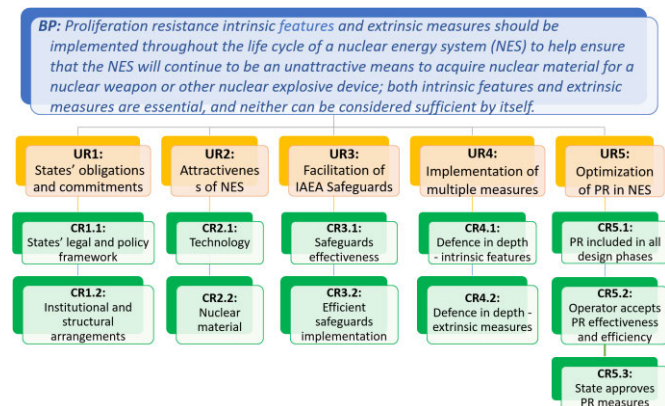 BP: Proliferation resistance intrinsic features and extrinsic measures should be
implemented throughout the life cycle of a nuclear energy system (NES) to help ensure
that the NES will continue to be an unattractive means to acquire nuclear material for a
nuclear weapon or other nuclear explosive device; both intrinsic features and extrinsic
measures are essential, and neither can be considered sufficient by itself.
UR1:
States' obligations
and commitments
UR2:
Attractivenes
s of NES
UR3:
Facilitation of
IAEA Safeguards
UR4:
Implementation of
multiple measures
UR5:
Optimization
of PR in NES
CR1.1:
States' legal and policy
framework
CR2.1:
Technology
CR3.1:
Safeguards
effectiveness
CR4.1:
Defence in depth
- intrinsic features
CR5.1:
PR included in all
design phases
CR1.2:
Institutional and
structural
arrangements
CR2.2:
Nuclear
material
CR3.2:
Efficient
safeguards
implementation
CR4.2:
Defence in depth -
extrinsic measures
CR5.2:
Operator accepts
PR effectiveness
and efficiency
CR5.3:
State approves
PR measures